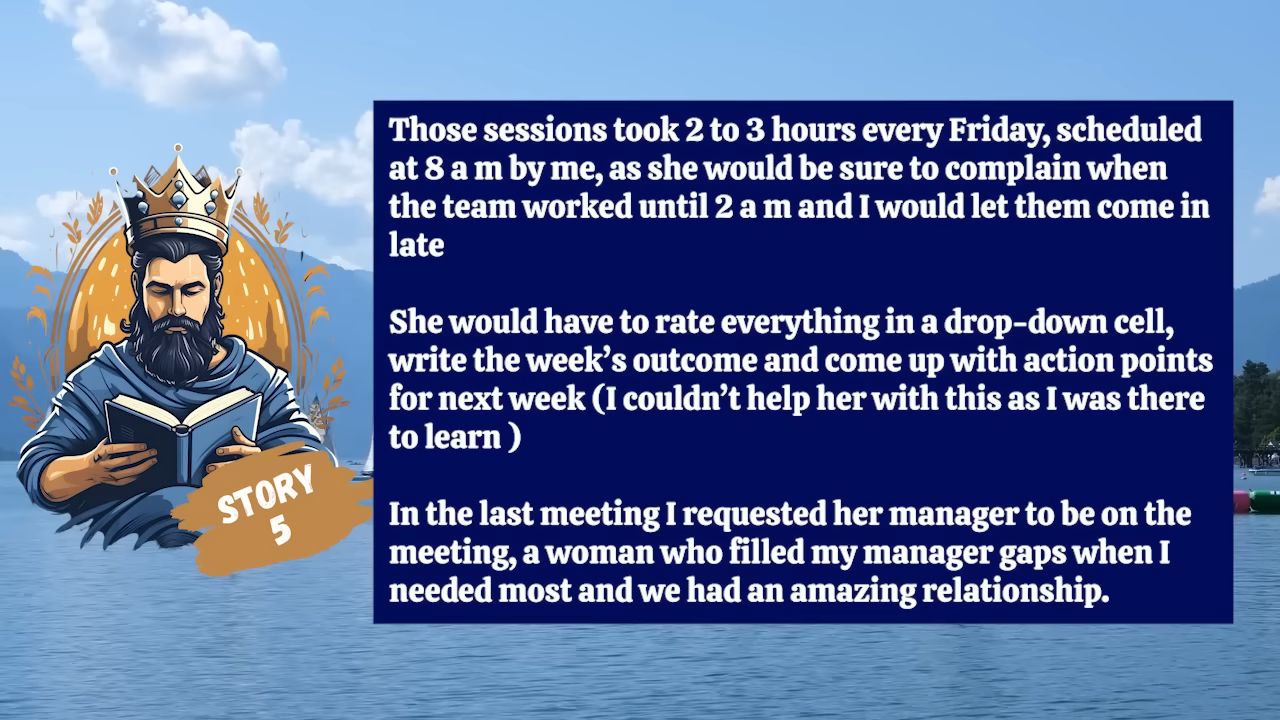 Those sessions took 2 to 3 hours every Friday, scheduled
at 8 a m by me, as she would be sure to complain when
the team worked until 2 a m and I would let them come in
late
She would have to rate everything in a drop-down cell,
write the week's outcome and come up with action points
for next week (I couldn't help her with this as I was there
to learn )
In the last meeting I requested her manager to be on the
meeting, a woman who filled my manager gaps when I
needed most and we had an amazing relationship.
STORY
5